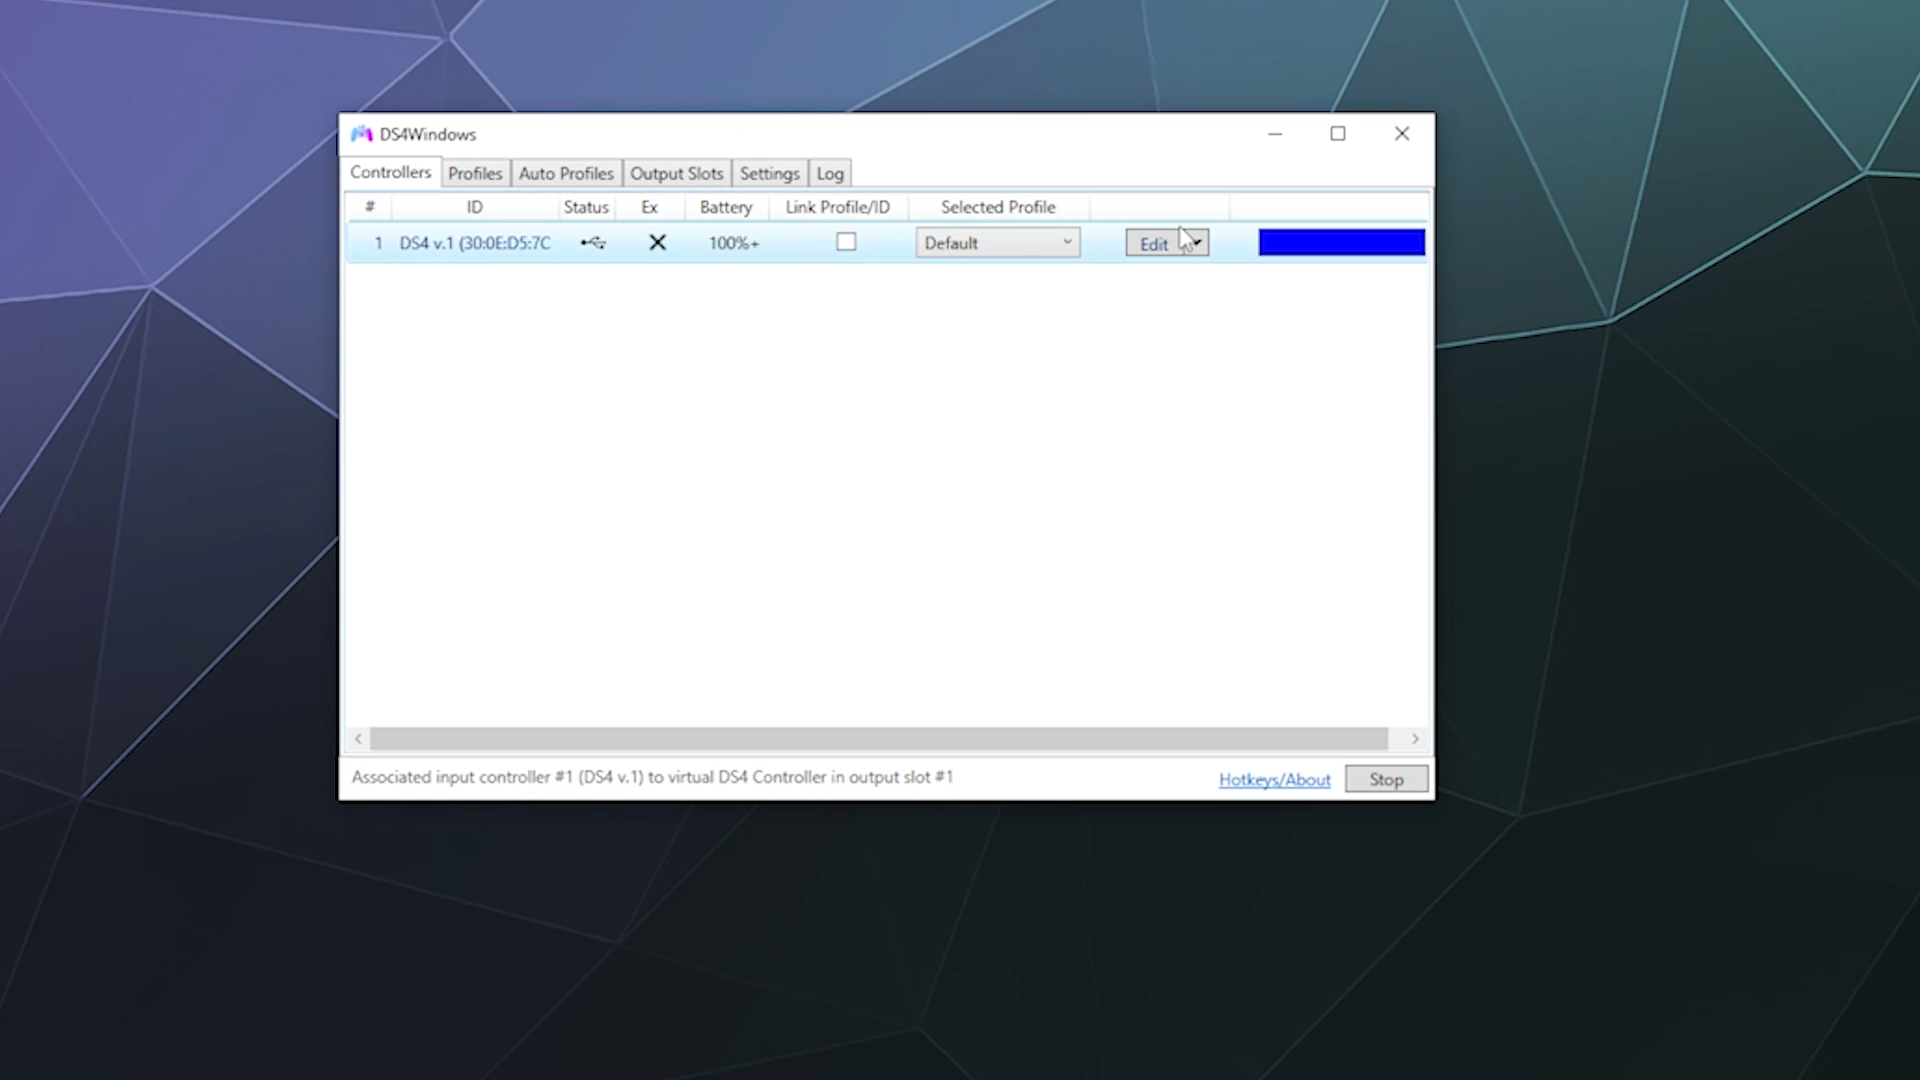 DS4Windows
Controllers Profiles Auto Profiles Output Slots Settings Log
# ID Status Ex Battery Link Profile/ID Selected Profile
1 DS4 v.1 (30:0E:D5:7C 100%+ Default Edit
Associated input controller #1 (DS4 v.1) to virtual DS4 Controller in output slot #1 Hotkeys/About Stop